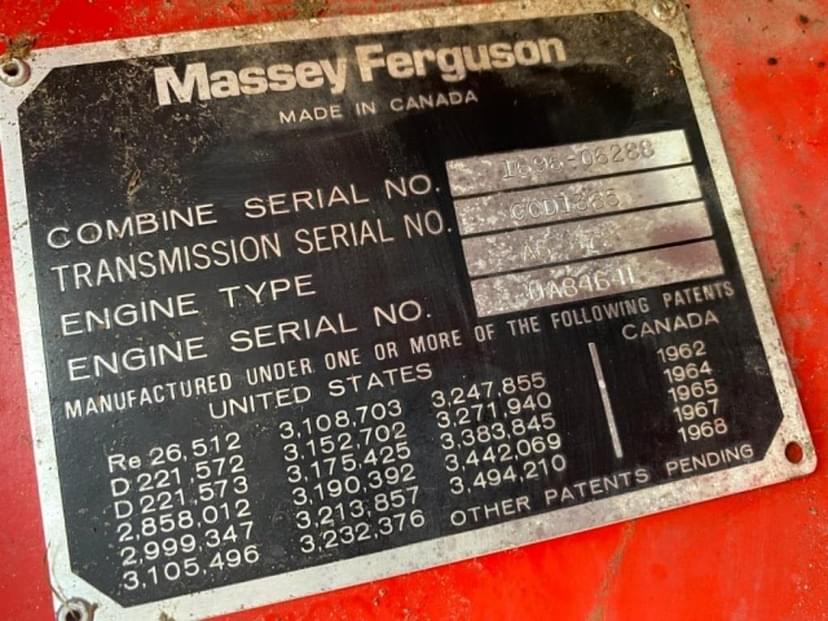 Massey Ferguson
MADE IN CANADA
COMBINE SERIAL NO.
TRANSMISSION SERIAL NO.
ENGINE TYPE
ENGINE SERIAL NO. UA84641
MANUFACTURED UNDER ONE OR MORE OF THE FOLLOWING PATENTS
UNITED STATES CANADA
Re 26,512 3,108,703 3,247,855 1962
D 221,572 3,152,702 3,271,940 1964
D 221,573 3,175,425 3,383,845 1965
2,858,012 3,190,392 3,442,069 1967
2,999,347 3,213,857 3,494,210 1968
3,105,496 3,232,376 OTHER PATENTS PENDING